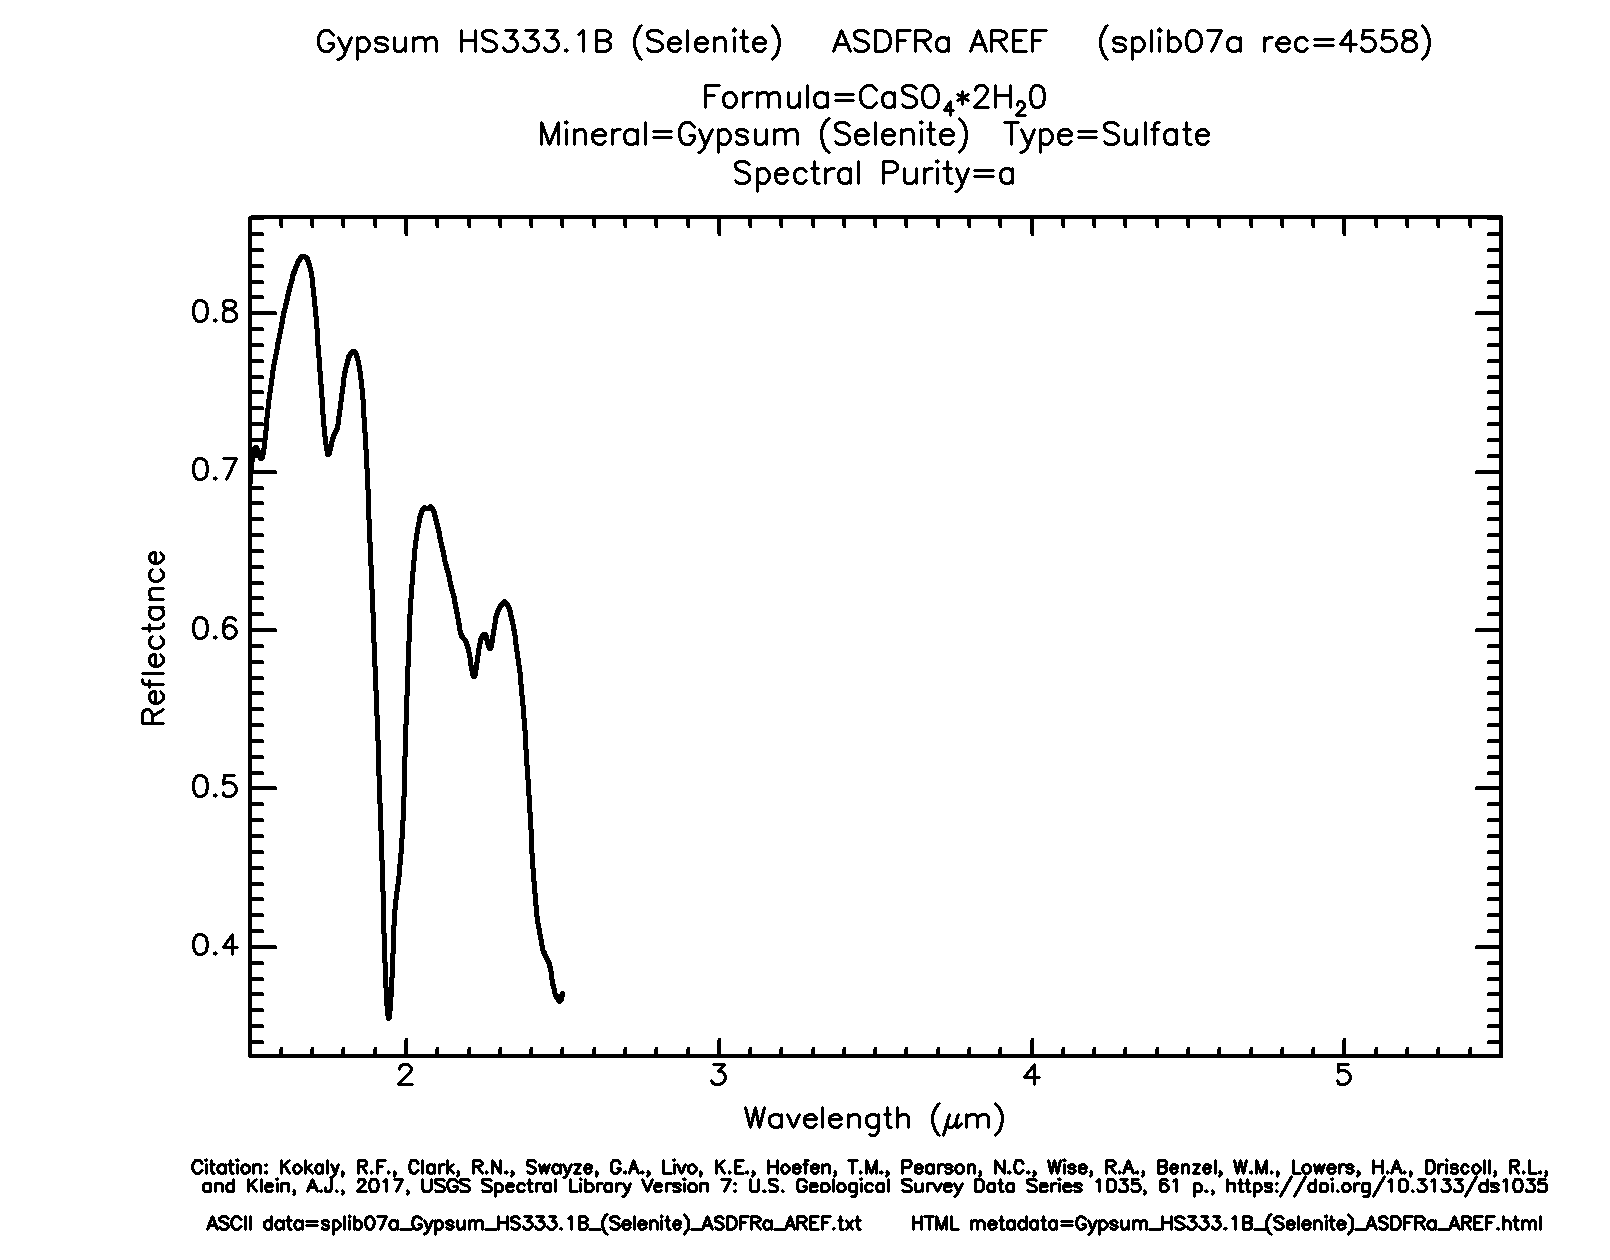 Gypsum HS333.1B (Selenite) ASDFRa AREF (splib07a rec=4558)
Formula=CaSO4*2H2O
Mineral=Gypsum (Selenite) Type=Sulfate
Spectral Purity=a
0.8
0.7
0.6
0.5
0.4
Reflectance
2 3 4 5
Wavelength (μm)
Citation: Kokaly, R.F., Clark, R.N., Swayze, G.A., Livo, K.E., Hoefen, T.M., Pearson, N.C., Wise, R.A., Benzel, W.M., Lowers, H.A., Driscoll, R.L.,
and Klein, A.J., 2017, USGS Spectral Library Version 7: U.S. Geological Survey Data Series 1035, 61 p., https://doi.org/10.3133/ds1035
ASCII data=splib07a_Gypsum_HS333.1B_(Selenite)_ASDFRa_AREF.txt HTML metadata=Gypsum_HS333.1B_(Selenite)_ASDFRa_AREF.html